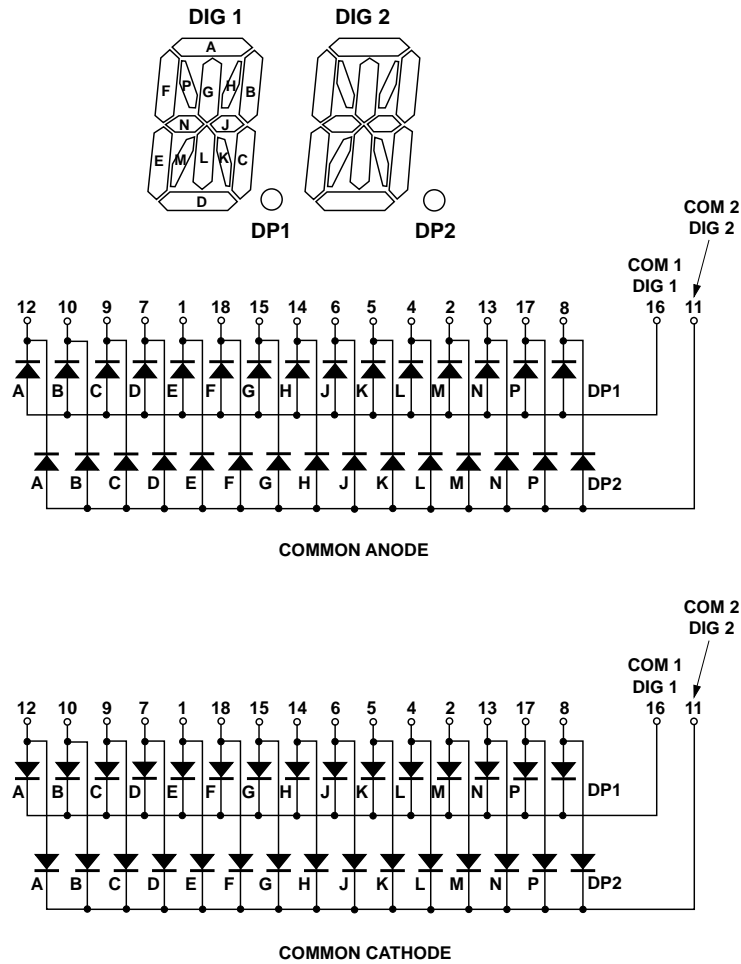 DIG 1 DIG 2
A
F P G H B
N J
E M L K C
D
DP1 DP2
COM 2
DIG 2
COM 1
DIG 1
12 10 9 7 1 18 15 14 6 5 4 2 13 17 8 16 11
A B C D E F G H J K L M N P DP1
A B C D E F G H J K L M N P DP2
COMMON ANODE
COM 2
DIG 2
COM 1
DIG 1
12 10 9 7 1 18 15 14 6 5 4 2 13 17 8 16 11
A B C D E F G H J K L M N P DP1
A B C D E F G H J K L M N P DP2
COMMON CATHODE